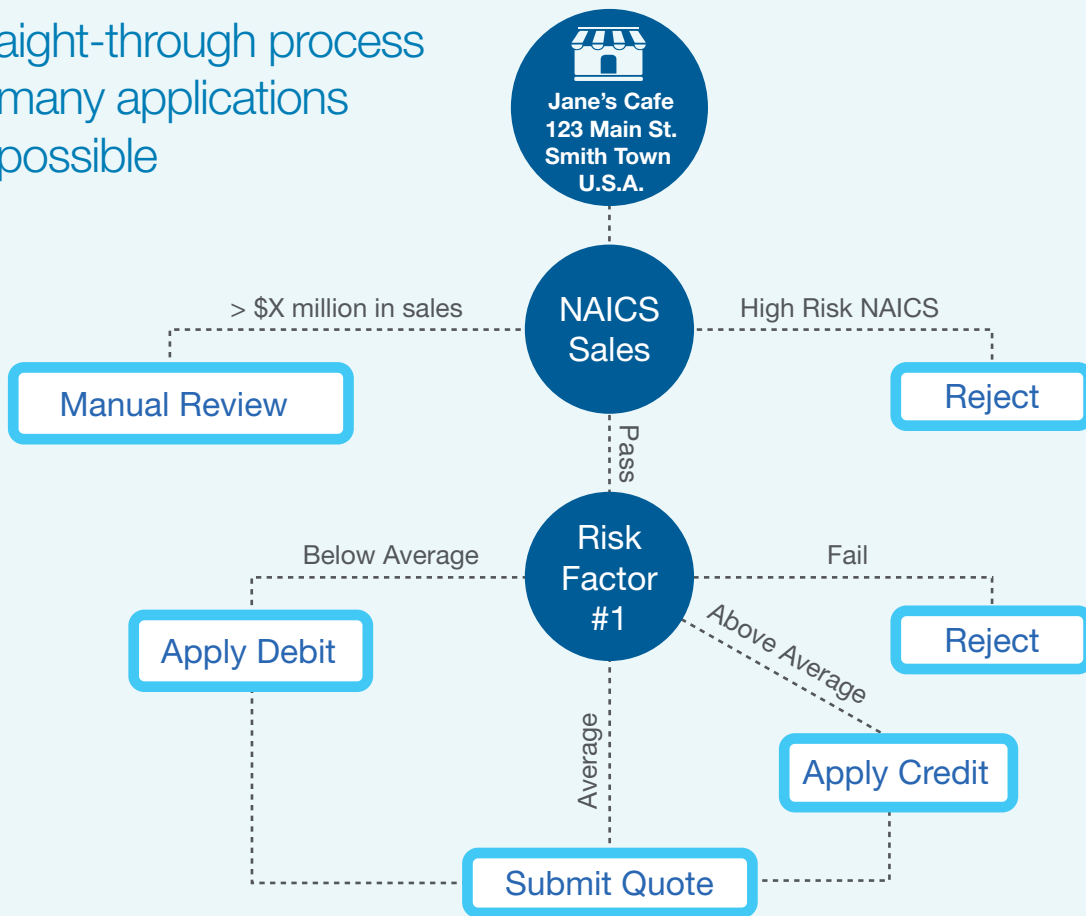 aight-through process
many applications
possible
Jane's Cafe
123 Main St.
Smith Town
U.S.A.
NAICS
Sales
> $X million in sales
High Risk NAICS
Manual Review
Reject
Pass
Risk
Factor
#1
Below Average
Fail
Apply Debit
Above Average
Reject
Average
Apply Credit
Submit Quote